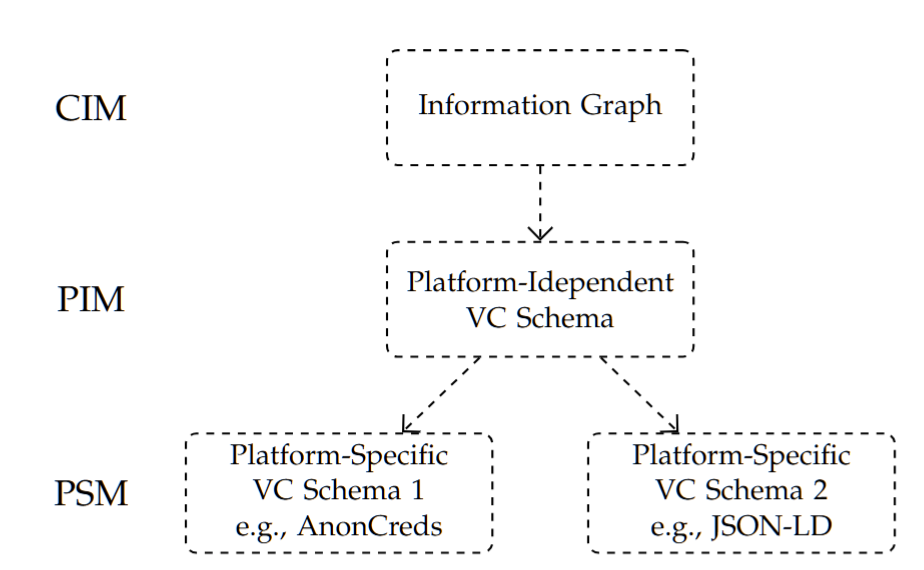 CIM
Information Graph
PIM
Platform-Idependent
VC Schema
PSM
Platform-Specific
VC Schema 1
e.g., AnonCreds
Platform-Specific
VC Schema 2
e.g., JSON-LD